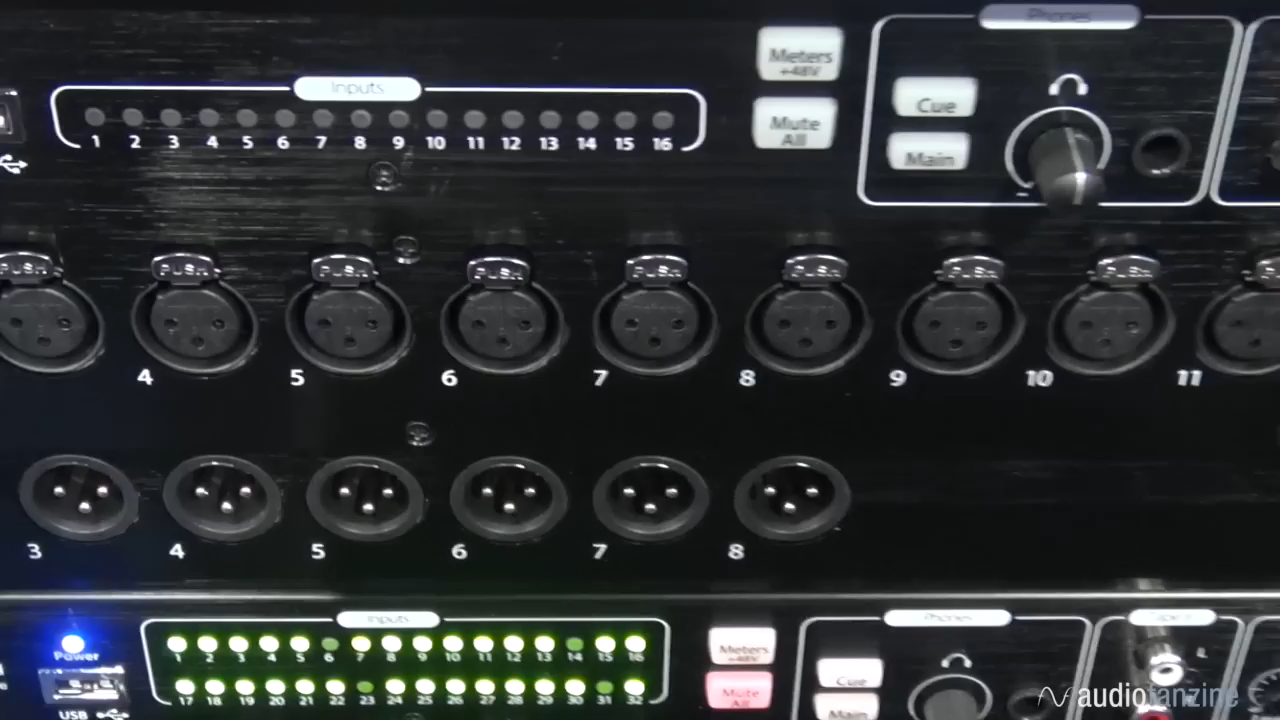 Phones
Inputs
Meters
+48V
Cue
1 2 3 4 5 6 7 8 9 10 11 12 13 14 15 16
Mute
All
Main
PUSH PUSH PUSH PUSH PUSH PUSH PUSH PUSH
4 5 6 7 8 9 10 11
3 4 5 6 7 8
Inputs
Phones
Power
1 2 3 4 5 6 7 8 9 10 11 12 13 14 15 16
Meters
+48V
Cue
17 18 19 20 21 22 23 24 25 26 27 28 29 30 31 32
Mute
All
Main
USB
audiofanzine